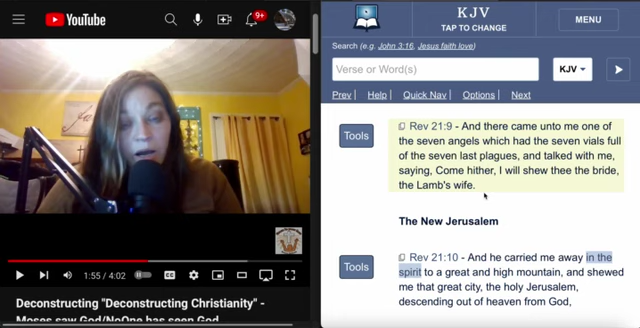 YouTube
9+
1:55 / 4:02
CC
Deconstructing "Deconstructing Christianity" -
Moses saw God/NoOne has seen God
KJV
TAP TO CHANGE
MENU
Search (e.g. John 3:16, Jesus faith love)
Verse or Word(s)
KJV
Prev | Help | Quick Nav | Options | Next
Tools
Rev 21:9 - And there came unto me one of
the seven angels which had the seven vials full
of the seven last plagues, and talked with me,
saying, Come hither, I will shew thee the bride,
the Lamb's wife.
The New Jerusalem
Tools
Rev 21:10 - And he carried me away in the
spirit to a great and high mountain, and shewed
me that great city, the holy Jerusalem,
descending out of heaven from God,